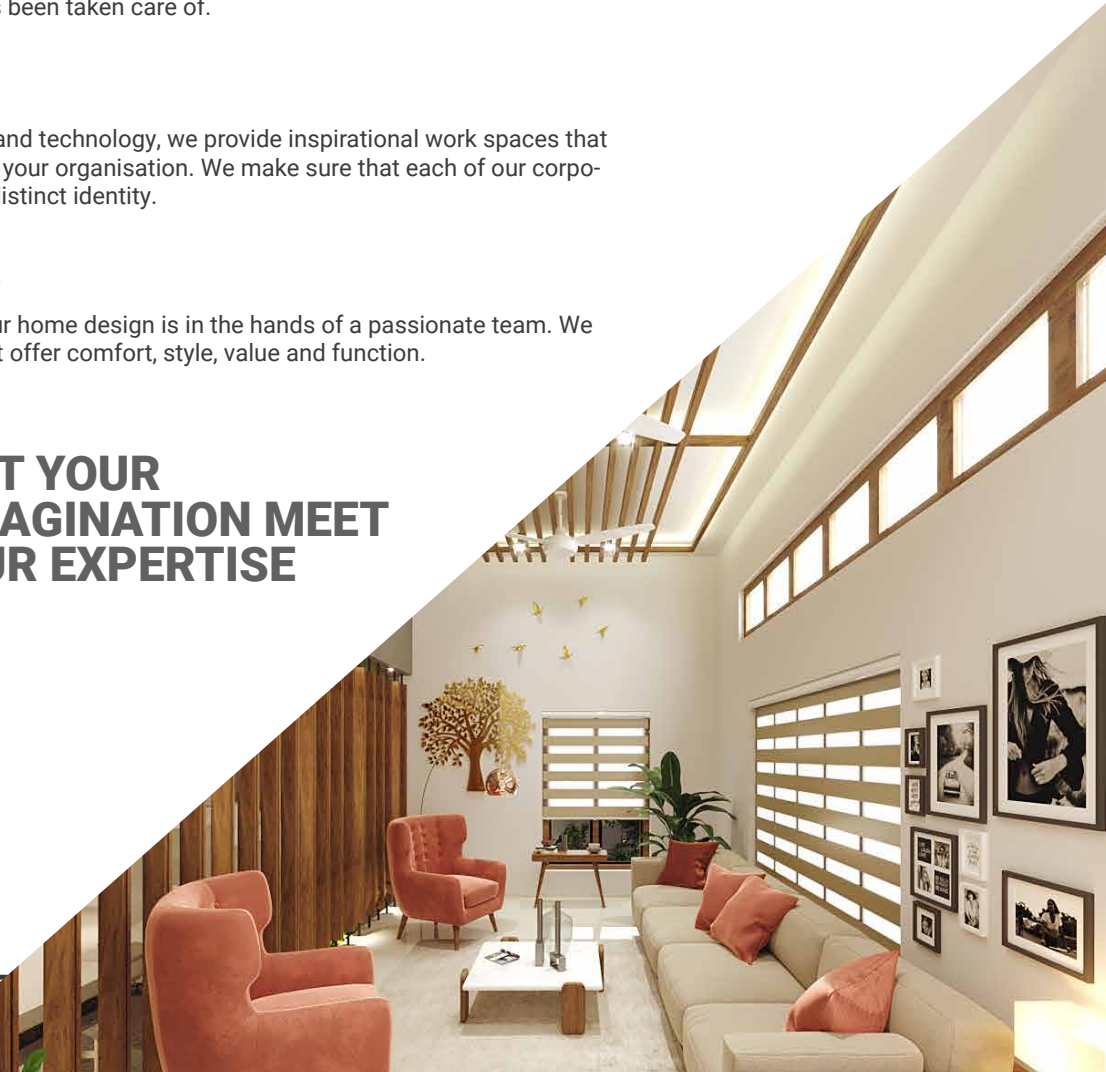 been taken care of.
and technology, we provide inspirational work spaces that
your organisation. We make sure that each of our corpo-
distinct identity.
home design is in the hands of a passionate team. We
offer comfort, style, value and function.
T YOUR
AGINATION MEET
UR EXPERTISE